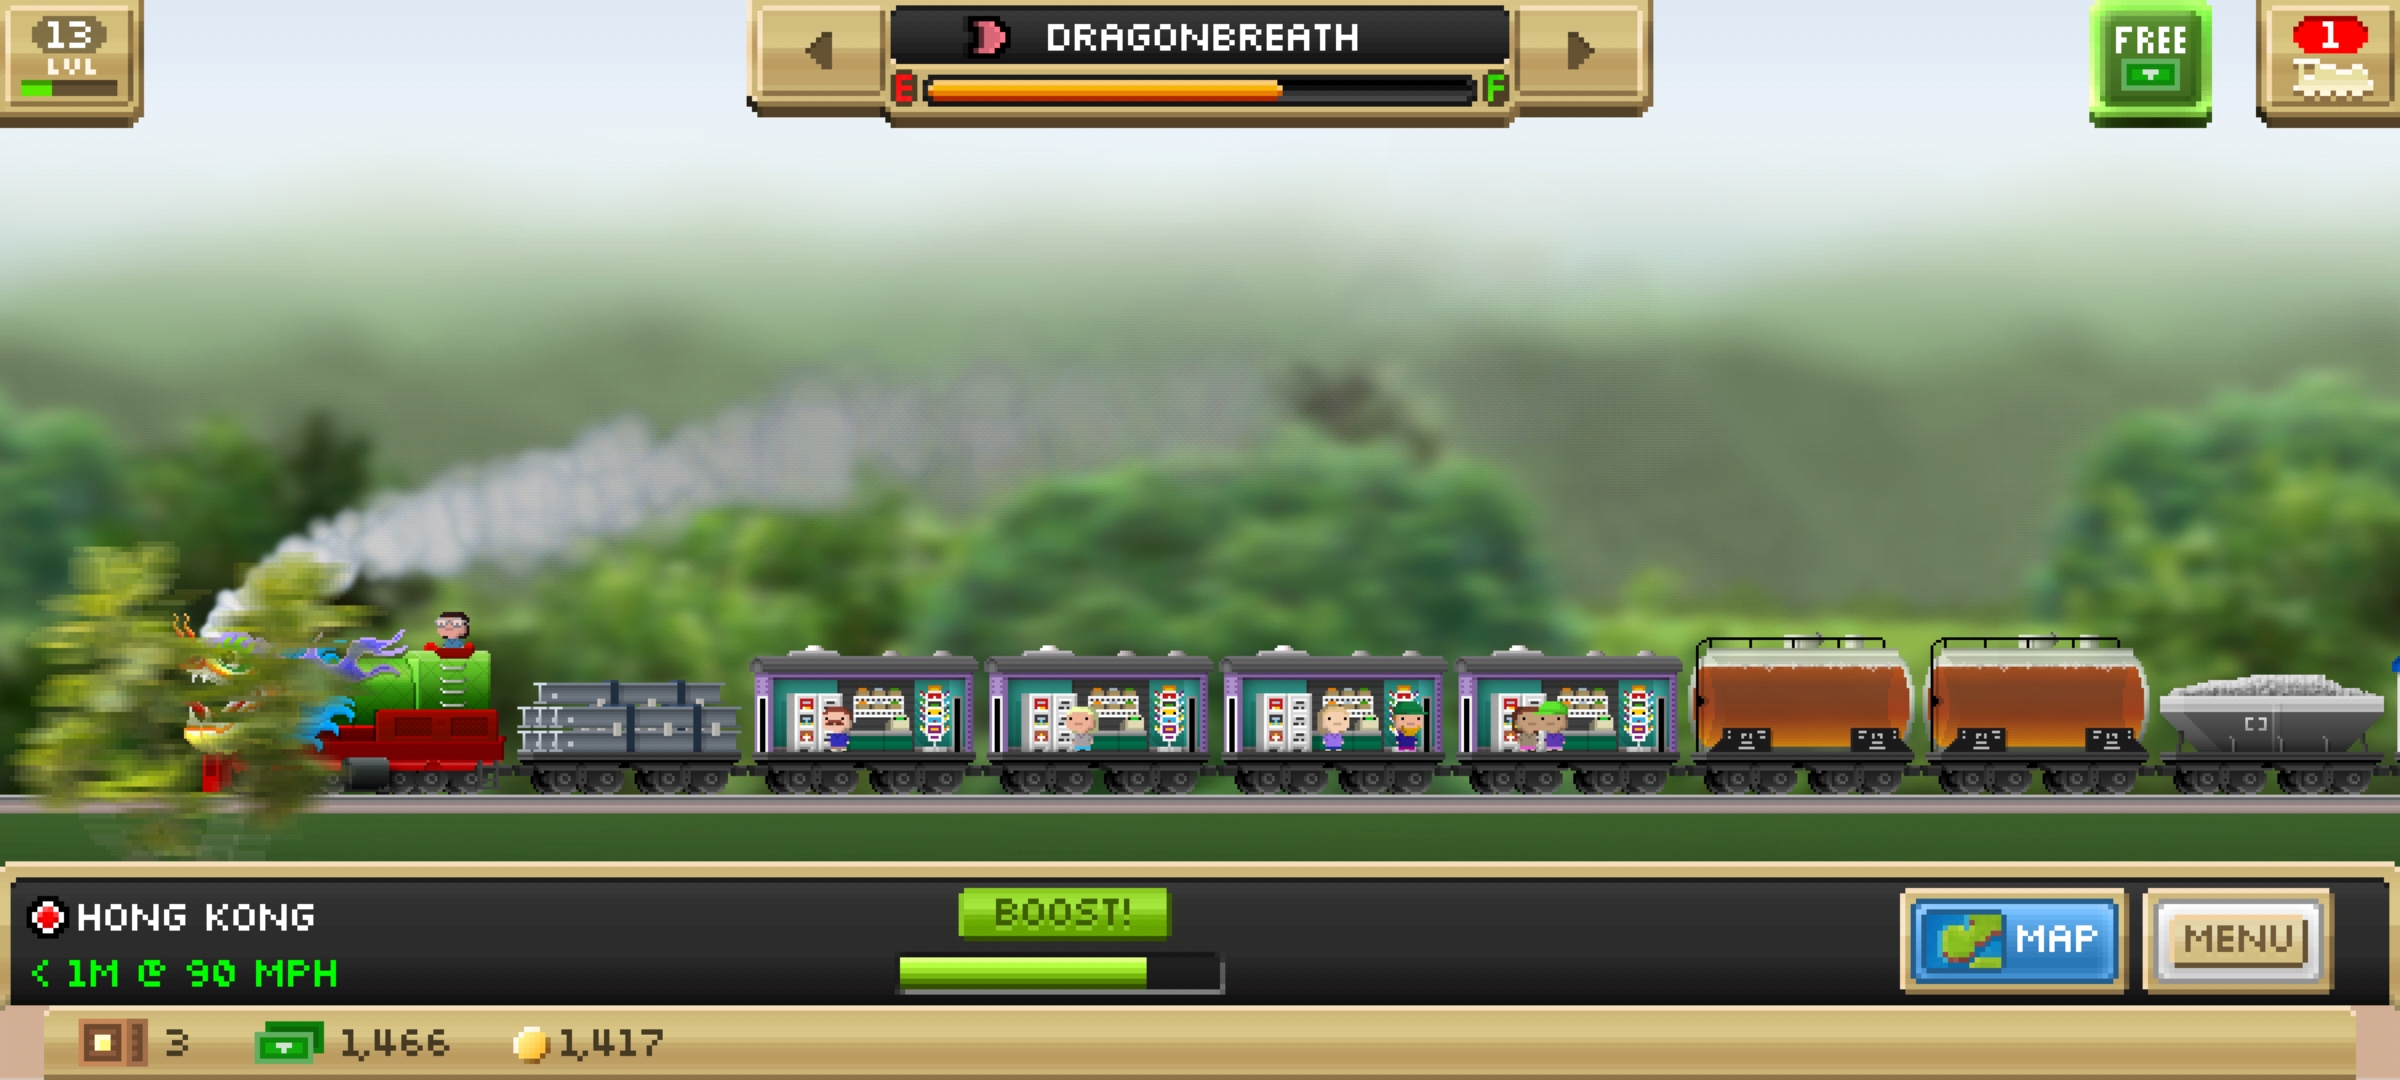 13
LVL
DRAGONBREATH
E F
FREE
1
HONG KONG
< 1M @ 90 MPH
BOOST!
MAP
MENU
3
1,466
1,417